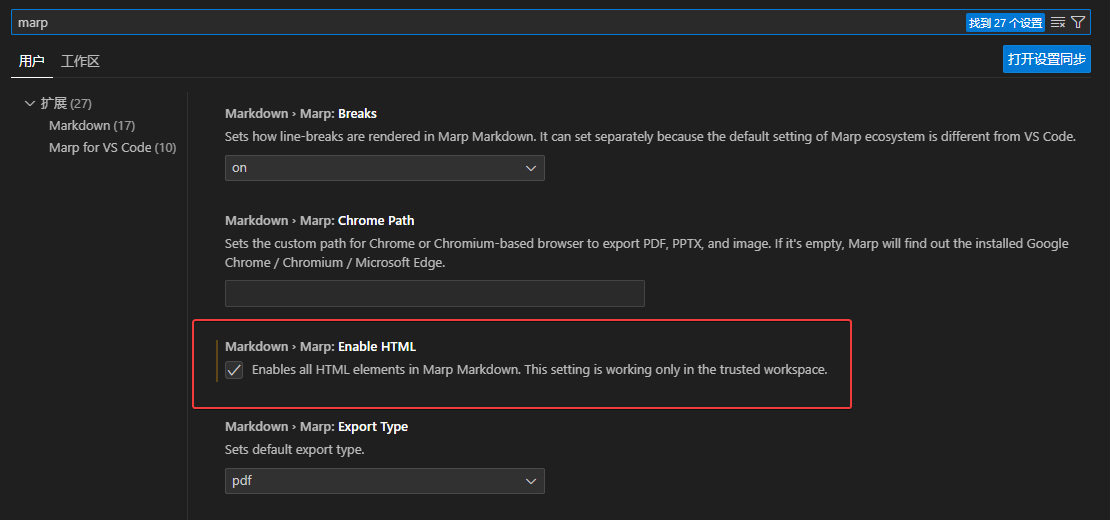 marp
找到 27 个设置
用户
工作区
打开设置同步
扩展 (27)
Markdown (17)
Marp for VS Code (10)
Markdown › Marp: Breaks
Sets how line-breaks are rendered in Marp Markdown. It can set separately because the default setting of Marp ecosystem is different from VS Code.
on
Markdown › Marp: Chrome Path
Sets the custom path for Chrome or Chromium-based browser to export PDF, PPTX, and image. If it's empty, Marp will find out the installed Google
Chrome / Chromium / Microsoft Edge.
Markdown › Marp: Enable HTML
Enables all HTML elements in Marp Markdown. This setting is working only in the trusted workspace.
Markdown › Marp: Export Type
Sets default export type.
pdf